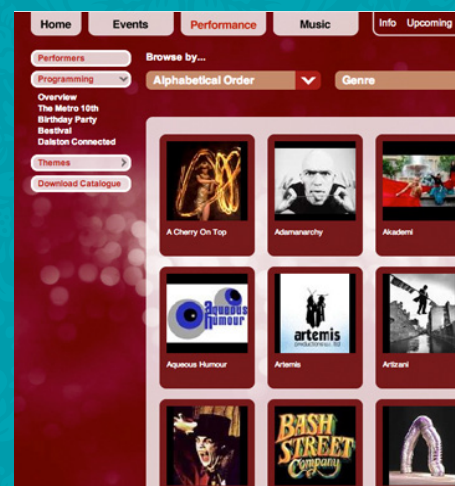 Home
Events
Performance
Music
Info Upcoming
Performers
Programming
Overview
The Metro 10th
Birthday Party
Bestival
Dalston Connected
Themes
Download Catalogue
Browse by...
Alphabetical Order
Genre
A Cherry On Top
Adamanarchy
Akademi
aqueous
humour
artemis
Aqueous Humour
Artemis
Artizani
BASH
STREET
Company